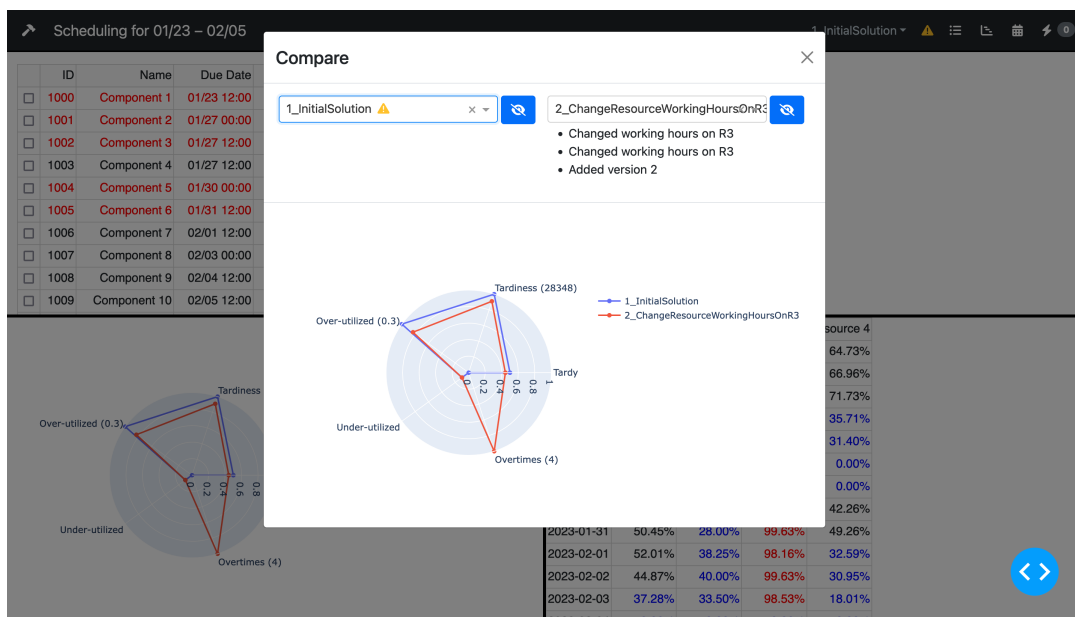 Scheduling for 01/23 – 02/05
1_InitialSolution
0
ID Name Due Date
1000 Component 1 01/23 12:00
1001 Component 2 01/27 00:00
1002 Component 3 01/27 12:00
1003 Component 4 01/27 12:00
1004 Component 5 01/30 00:00
1005 Component 6 01/31 12:00
1006 Component 7 02/01 12:00
1007 Component 8 02/03 00:00
1008 Component 9 02/04 12:00
1009 Component 10 02/05 12:00
Compare
1_InitialSolution
2_ChangeResourceWorkingHoursOnR3
Changed working hours on R3
Changed working hours on R3
Added version 2
Tardiness (28348)
Over-utilized (0.3)
Tardy
Under-utilized
Overtimes (4)
0 0.2 0.4 0.6 0.8 1
1_InitialSolution
2_ChangeResourceWorkingHoursOnR3
Tardiness
Over-utilized (0.3)
0 0.2 0.4 0.6 0.8
Under-utilized
Overtimes (4)
source 4
64.73%
66.96%
71.73%
35.71%
31.40%
0.00%
0.00%
42.26%
2023-01-31 50.45% 28.00% 99.63% 49.26%
2023-02-01 52.01% 38.25% 98.16% 32.59%
2023-02-02 44.87% 40.00% 99.63% 30.95%
2023-02-03 37.28% 33.50% 98.53% 18.01%